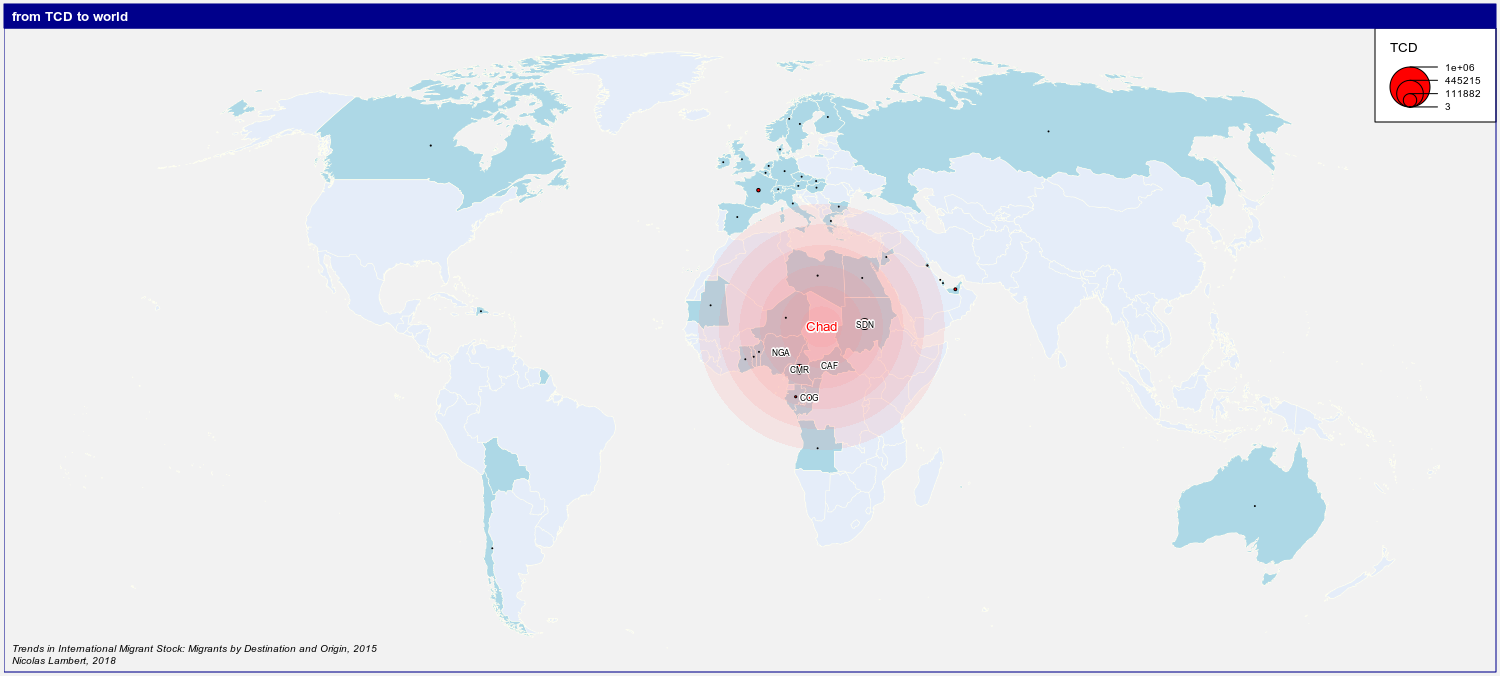 from TCD to world
TCD
1e+06
445215
111882
3
Chad
SDN
NGA
CMR
CAF
COG
Trends in International Migrant Stock: Migrants by Destination and Origin, 2015
Nicolas Lambert, 2018